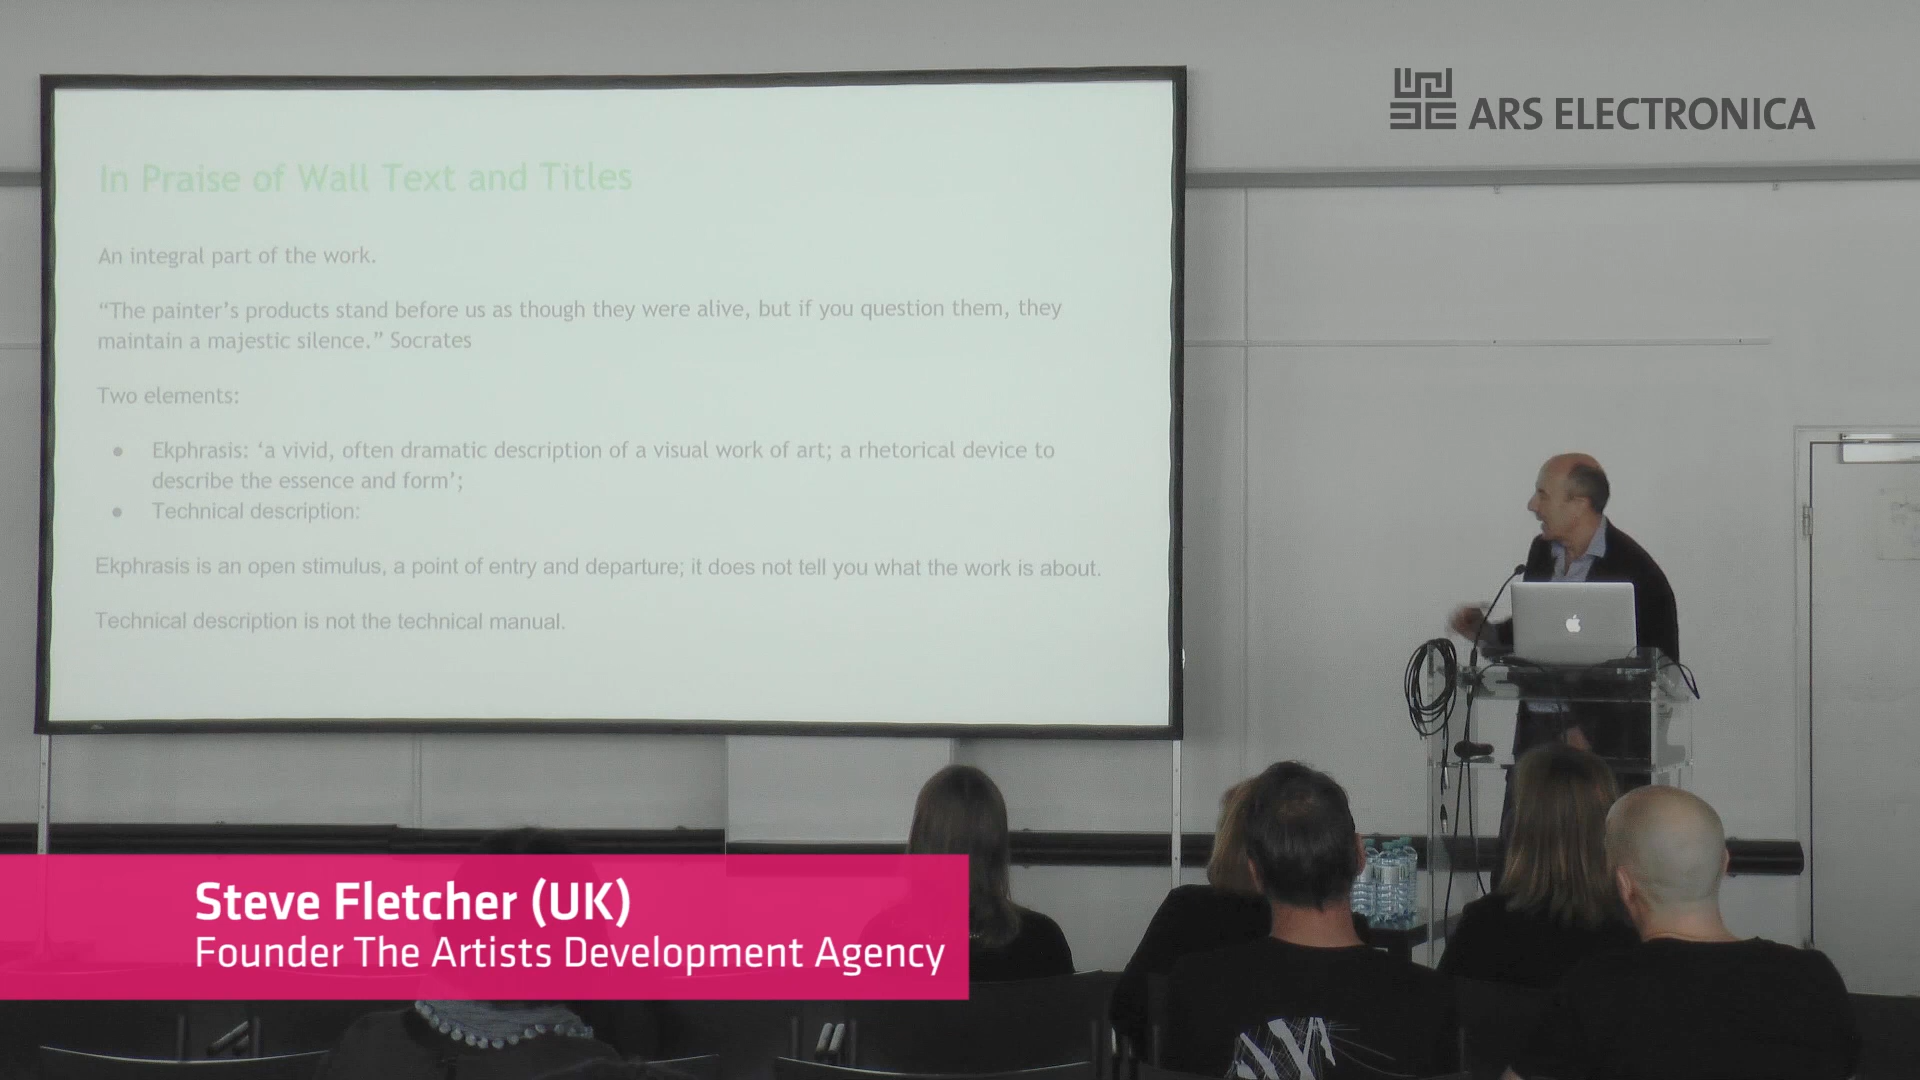 ARS ELECTRONICA
In Praise of Wall Text and Titles
An integral part of the work.
“The painter’s products stand before us as though they were alive, but if you question them, they
maintain a majestic silence.” Socrates
Two elements:
● Ekphrasis: ‘a vivid, often dramatic description of a visual work of art; a rhetorical device to
describe the essence and form’;
● Technical description:
Ekphrasis is an open stimulus, a point of entry and departure; it does not tell you what the work is about.
Technical description is not the technical manual.
Steve Fletcher (UK)
Founder The Artists Development Agency